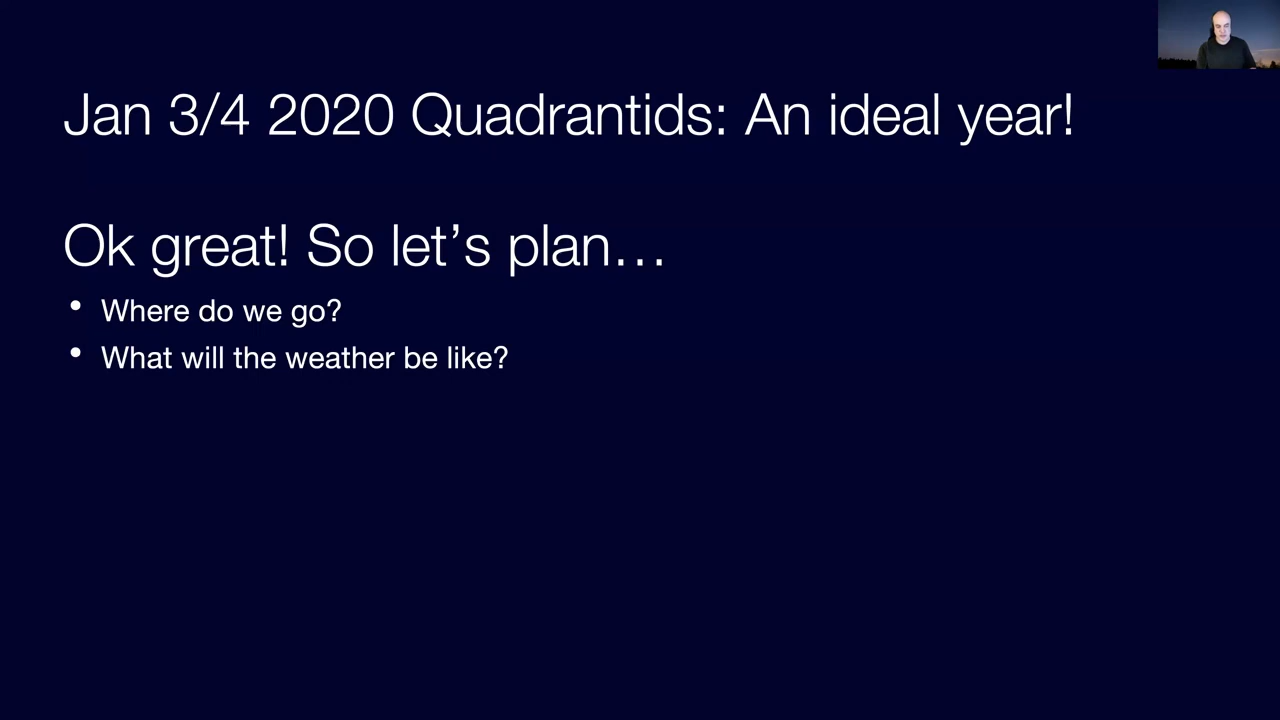 Jan 3/4 2020 Quadrantids: An ideal year!
Ok great! So let’s plan…
• Where do we go?
• What will the weather be like?